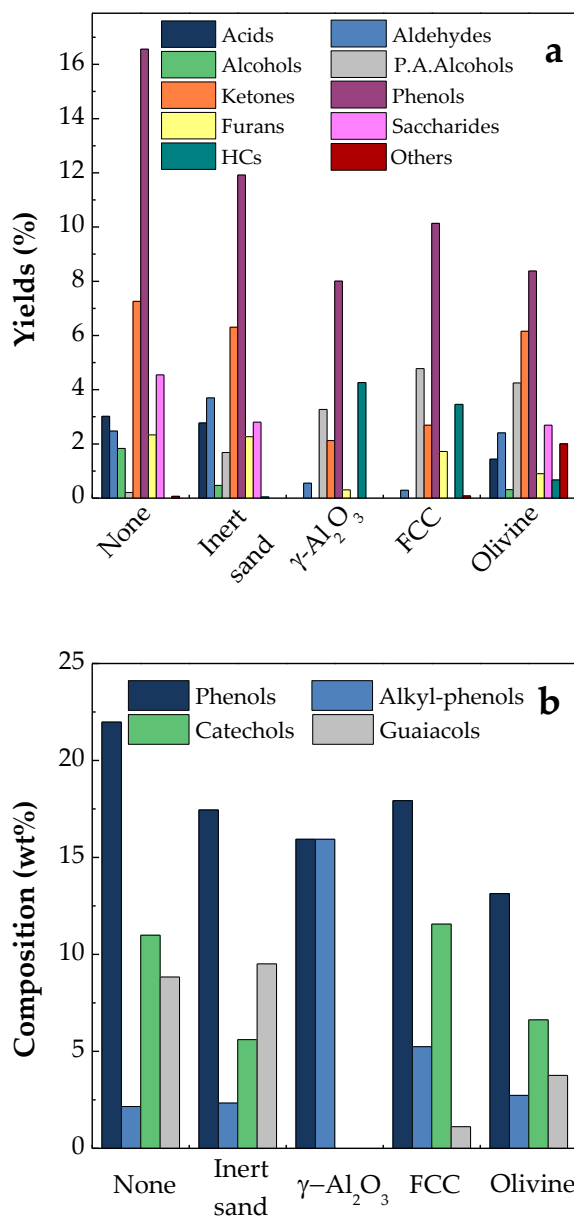 a
Acids
Aldehydes
Alcohols
P.A.Alcohols
Ketones
Phenols
Furans
Saccharides
HCs
Others
Yields (%)
16
14
12
10
8
6
4
2
0
None
Inert
sand
γ-Al₂O₃
FCC
Olivine
b
Phenols
Alkyl-phenols
Catechols
Guaiacols
Composition (wt%)
25
20
15
10
5
0
None
Inert
sand
γ−Al₂O₃
FCC
Olivine